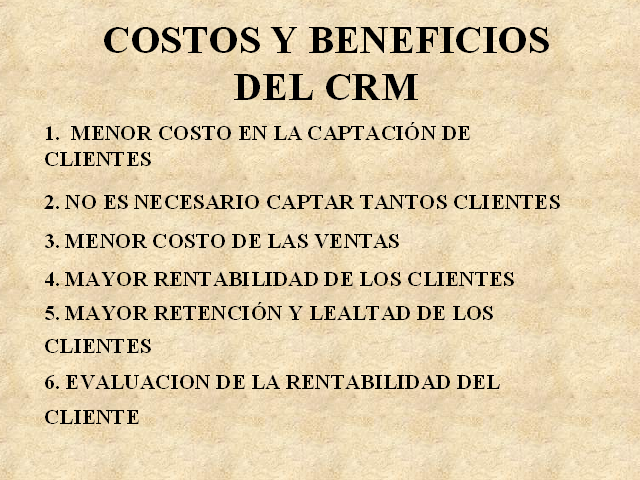 COSTOS Y BENEFICIOS
DEL CRM
1. MENOR COSTO EN LA CAPTACIÓN DE
CLIENTES
2. NO ES NECESARIO CAPTAR TANTOS CLIENTES
3. MENOR COSTO DE LAS VENTAS
4. MAYOR RENTABILIDAD DE LOS CLIENTES
5. MAYOR RETENCIÓN Y LEALTAD DE LOS
CLIENTES
6. EVALUACION DE LA RENTABILIDAD DEL
CLIENTE